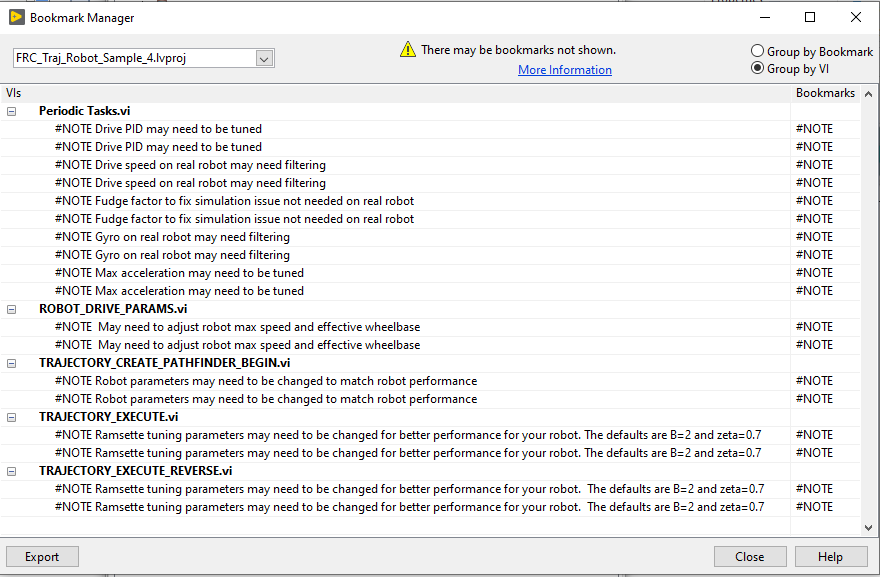 Bookmark Manager
FRC_Traj_Robot_Sample_4.lvproj
There may be bookmarks not shown.
More Information
Group by Bookmark
Group by VI
VIs Bookmarks
Periodic Tasks.vi
#NOTE Drive PID may need to be tuned #NOTE
#NOTE Drive PID may need to be tuned #NOTE
#NOTE Drive speed on real robot may need filtering #NOTE
#NOTE Drive speed on real robot may need filtering #NOTE
#NOTE Fudge factor to fix simulation issue not needed on real robot #NOTE
#NOTE Fudge factor to fix simulation issue not needed on real robot #NOTE
#NOTE Gyro on real robot may need filtering #NOTE
#NOTE Gyro on real robot may need filtering #NOTE
#NOTE Max acceleration may need to be tuned #NOTE
#NOTE Max acceleration may need to be tuned #NOTE
ROBOT_DRIVE_PARAMS.vi
#NOTE  May need to adjust robot max speed and effective wheelbase #NOTE
#NOTE  May need to adjust robot max speed and effective wheelbase #NOTE
TRAJECTORY_CREATE_PATHFINDER_BEGIN.vi
#NOTE Robot parameters may need to be changed to match robot performance #NOTE
#NOTE Robot parameters may need to be changed to match robot performance #NOTE
TRAJECTORY_EXECUTE.vi
#NOTE Ramsette tuning parameters may need to be changed for better performance for your robot. The defaults are B=2 and zeta=0.7 #NOTE
#NOTE Ramsette tuning parameters may need to be changed for better performance for your robot. The defaults are B=2 and zeta=0.7 #NOTE
TRAJECTORY_EXECUTE_REVERSE.vi
#NOTE Ramsette tuning parameters may need to be changed for better performance for your robot.  The defaults are B=2 and zeta=0.7 #NOTE
#NOTE Ramsette tuning parameters may need to be changed for better performance for your robot.  The defaults are B=2 and zeta=0.7 #NOTE
Export Close Help